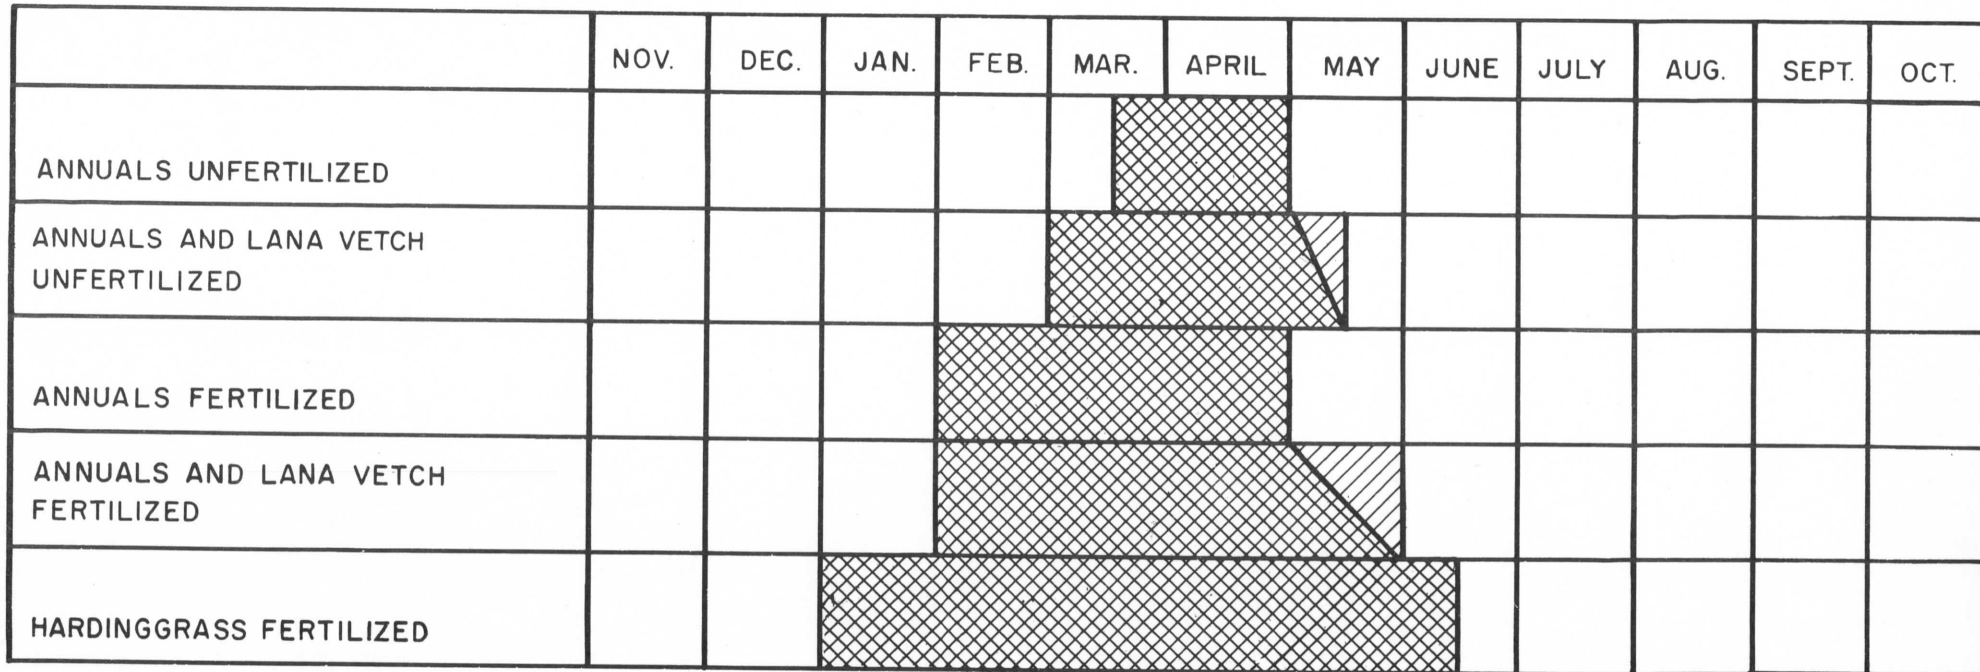 NOV. DEC. JAN. FEB. MAR. APRIL MAY JUNE JULY AUG. SEPT. OCT.
ANNUALS UNFERTILIZED
ANNUALS AND LANA VETCH
UNFERTILIZED
ANNUALS FERTILIZED
ANNUALS AND LANA VETCH
FERTILIZED
HARDINGGRASS FERTILIZED